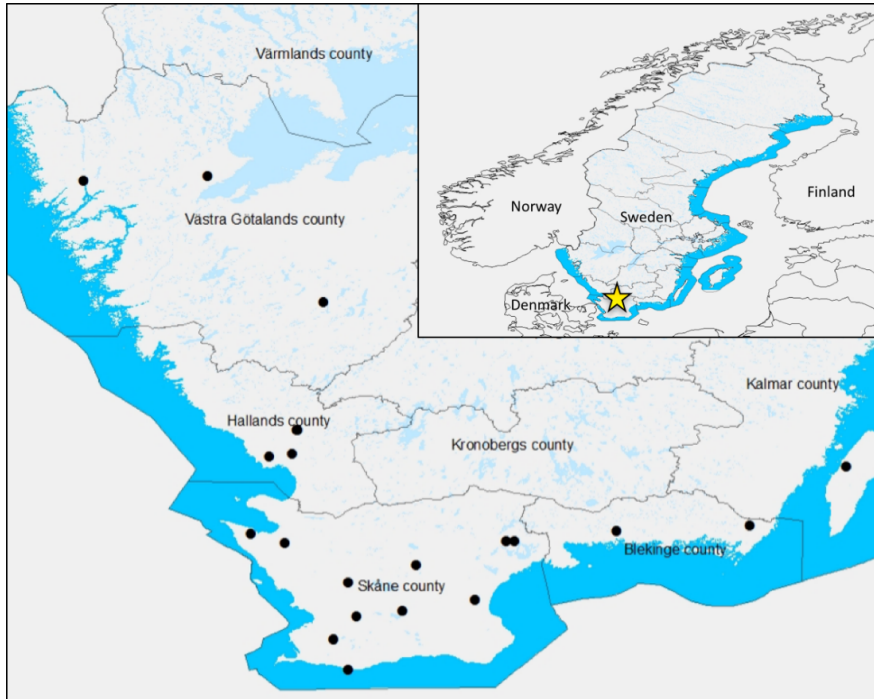 Värmlands county
Västra Götalands county
Norway
Sweden
Finland
Denmark
Kalmar county
Hallands county
Kronobergs county
Blekinge county
Skåne county